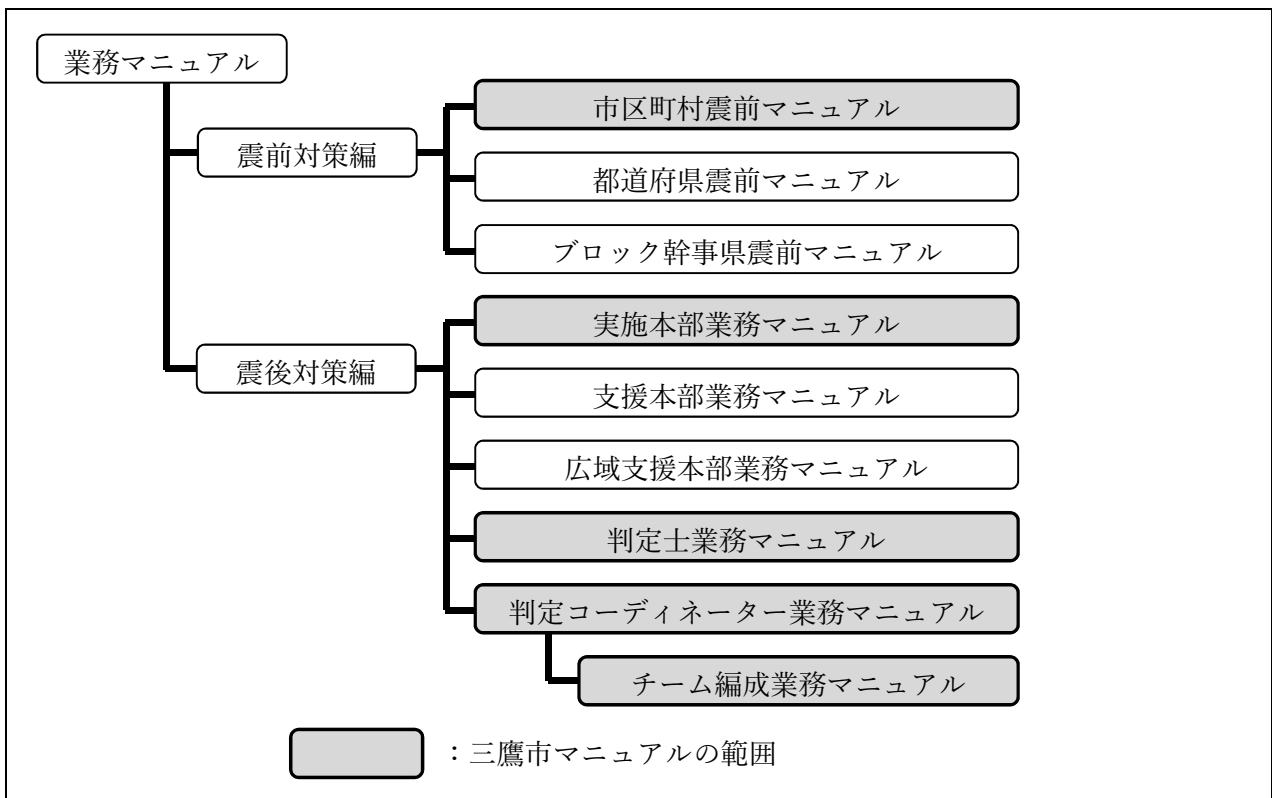 業務マニュアル
震前対策編
市区町村震前マニュアル
都道府県震前マニュアル
ブロック幹事県震前マニュアル
震後対策編
実施本部業務マニュアル
支援本部業務マニュアル
広域支援本部業務マニュアル
判定士業務マニュアル
判定コーディネーター業務マニュアル
チーム編成業務マニュアル
：三鷹市マニュアルの範囲